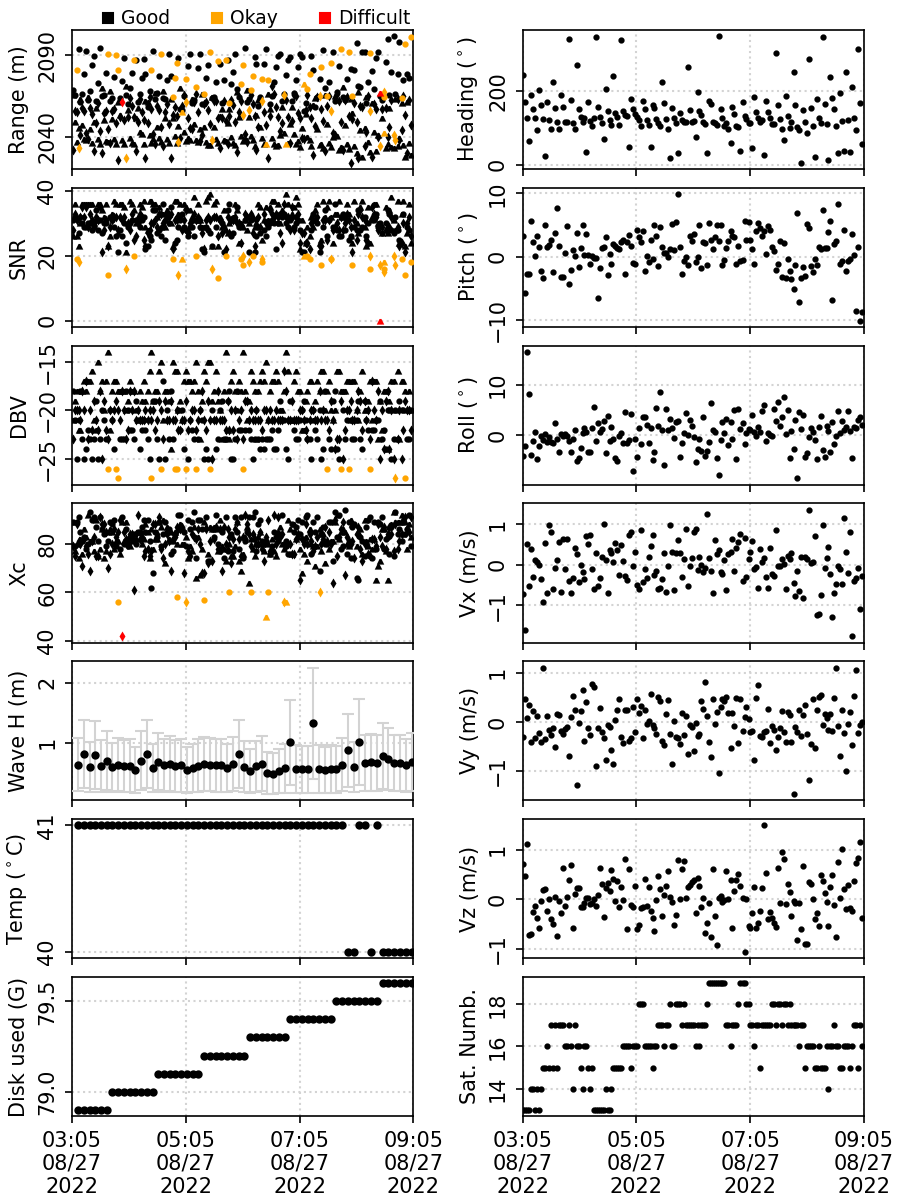 Good Okay Difficult
Range (m)
2090
2040
Heading (°)
200
0
SNR
40
20
0
Pitch (°)
10
0
−10
DBV
−15
−20
−25
Roll (°)
10
0
Xc
80
60
40
Vx (m/s)
1
0
−1
Wave H (m)
2
1
Vy (m/s)
1
0
−1
Temp (°C)
41
40
Vz (m/s)
1
0
−1
Disk used (G)
79.5
79.0
Sat. Numb.
18
16
14
03:05 05:05 07:05 09:05
08/27 08/27 08/27 08/27
2022 2022 2022 2022
03:05 05:05 07:05 09:05
08/27 08/27 08/27 08/27
2022 2022 2022 2022